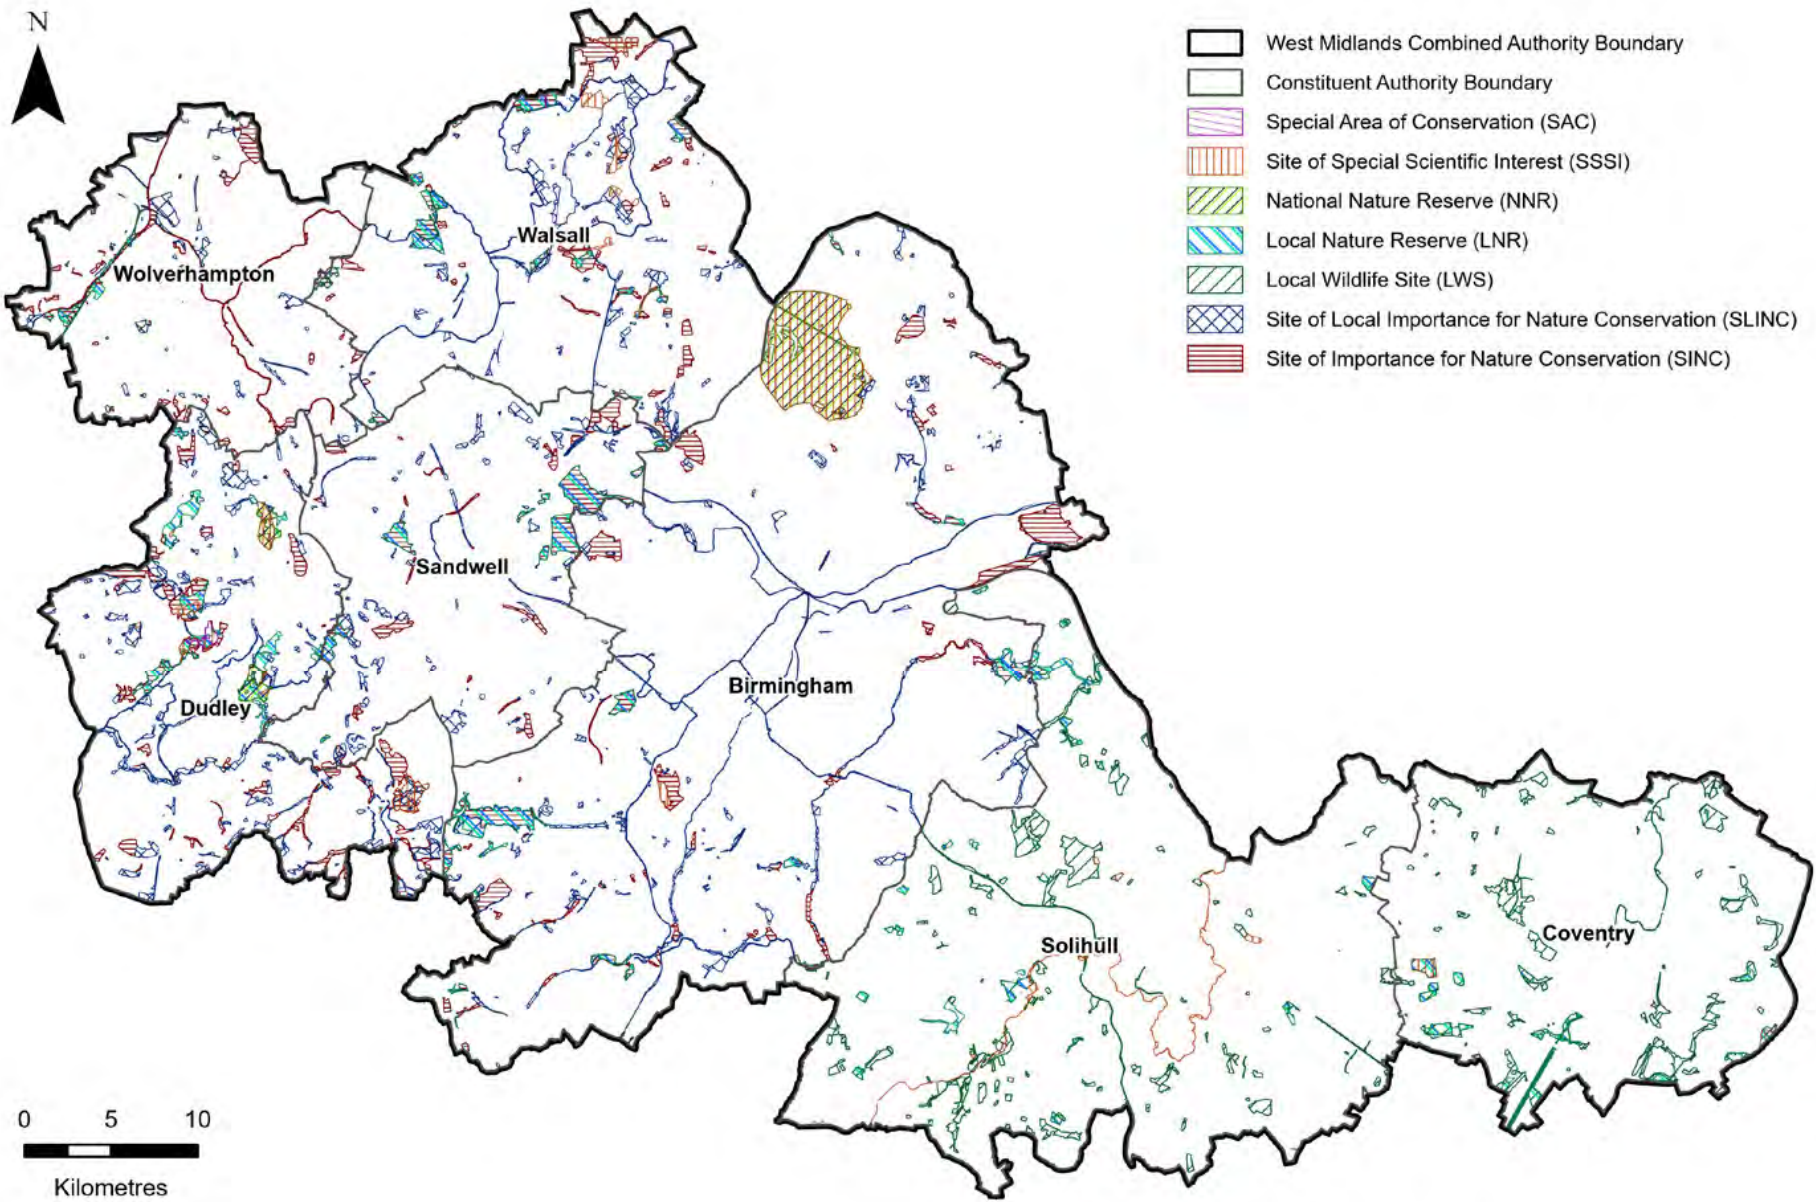 N
West Midlands Combined Authority Boundary
Constituent Authority Boundary
Special Area of Conservation (SAC)
Site of Special Scientific Interest (SSSI)
National Nature Reserve (NNR)
Local Nature Reserve (LNR)
Local Wildlife Site (LWS)
Site of Local Importance for Nature Conservation (SLINC)
Site of Importance for Nature Conservation (SINC)
Walsall
Wolverhampton
Sandwell
Birmingham
Dudley
Coventry
Solihull
0 5 10
Kilometres